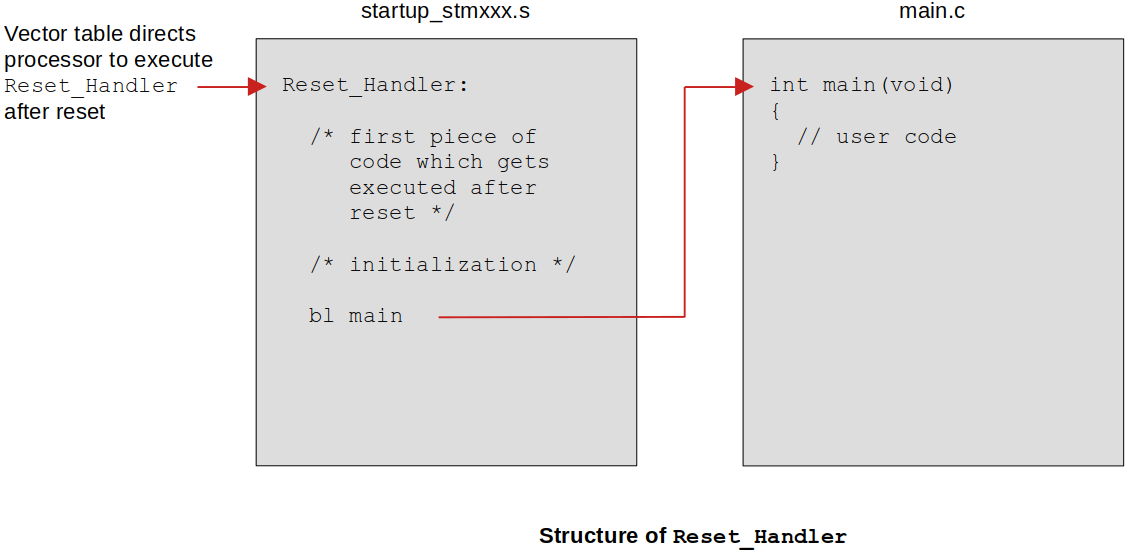 startup_stmxxx.s
main.c
Vector table directs
processor to execute
Reset_Handler
after reset
Reset_Handler:
/* first piece of
code which gets
executed after
reset */
/* initialization */
bl main
int main(void)
{
// user code
}
Structure of Reset_Handler